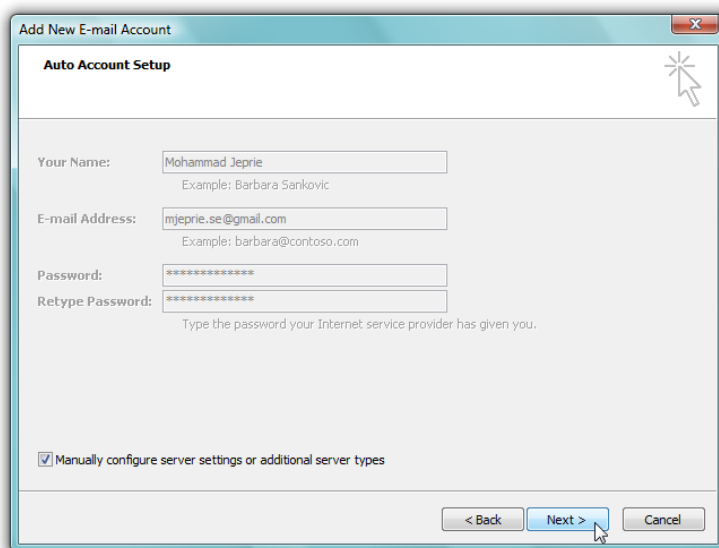 Add New E-mail Account
Auto Account Setup
Your Name: Mohammad Jeprie
Example: Barbara Sankovic
E-mail Address: mjeprie.se@gmail.com
Example: barbara@contoso.com
Password: *************
Retype Password: *************
Type the password your Internet service provider has given you.
Manually configure server settings or additional server types
< Back Next > Cancel